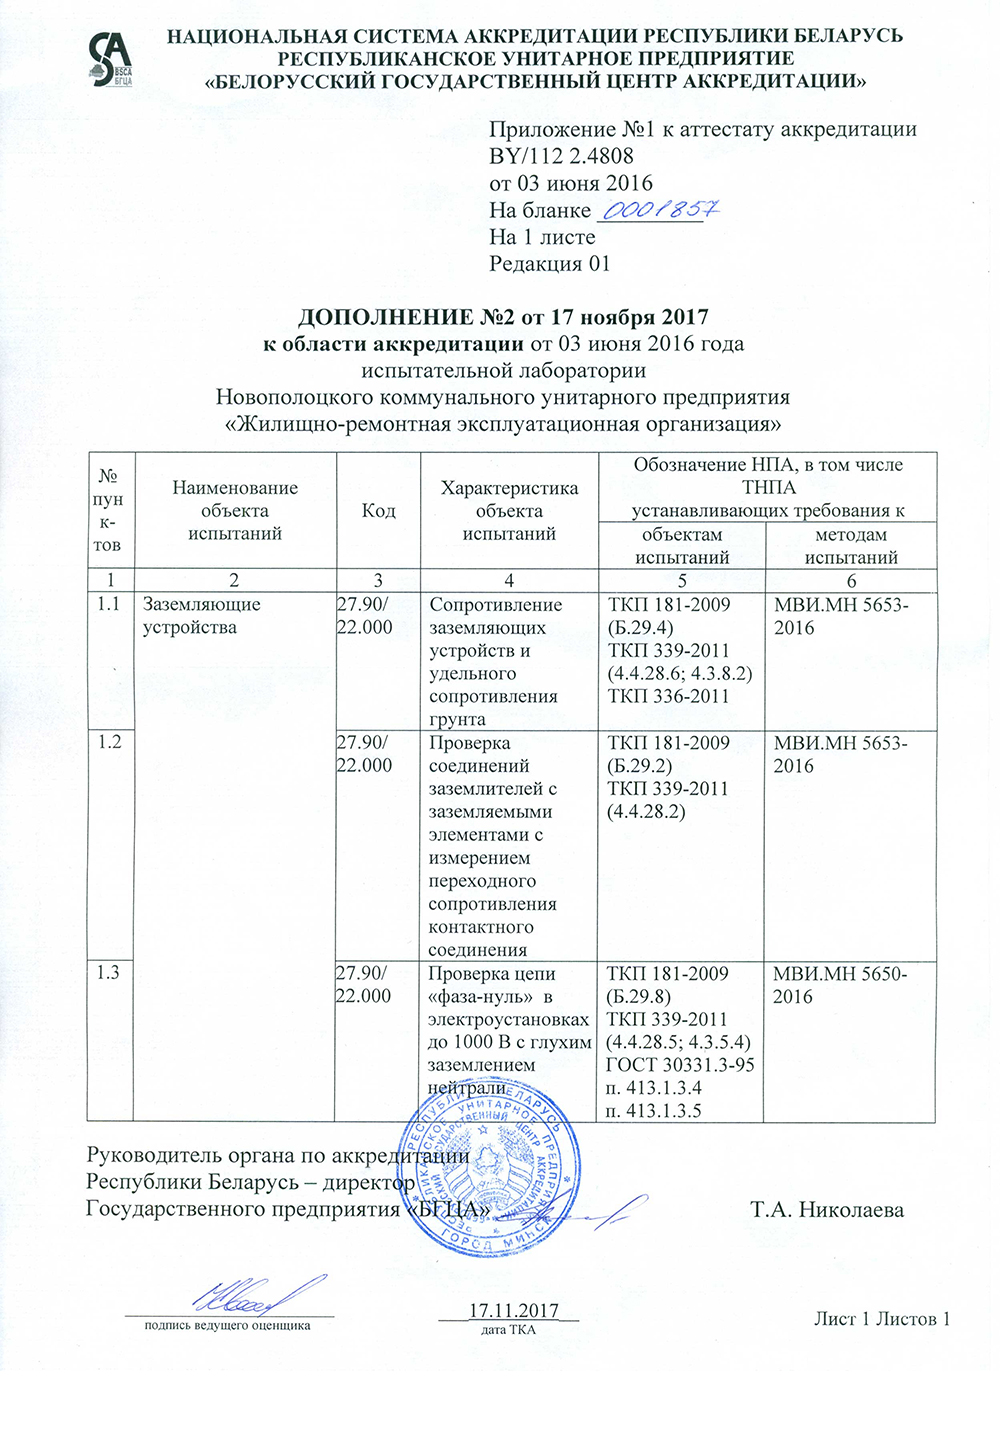 BSCA
БГЦА
НАЦИОНАЛЬНАЯ СИСТЕМА АККРЕДИТАЦИИ РЕСПУБЛИКИ БЕЛАРУСЬ
РЕСПУБЛИКАНСКОЕ УНИТАРНОЕ ПРЕДПРИЯТИЕ
«БЕЛОРУССКИЙ ГОСУДАРСТВЕННЫЙ ЦЕНТР АККРЕДИТАЦИИ»
Приложение №1 к аттестату аккредитации
BY/112 2.4808
от 03 июня 2016
На бланке 0001857
На 1 листе
Редакция 01
ДОПОЛНЕНИЕ №2 от 17 ноября 2017
к области аккредитации от 03 июня 2016 года
испытательной лаборатории
Новополоцкого коммунального унитарного предприятия
«Жилищно-ремонтная эксплуатационная организация»
№
пун
к-
тов
Наименование
объекта
испытаний
Код
Характеристика
объекта
испытаний
Обозначение НПА, в том числе
ТНПА
устанавливающих требования к
объектам
испытаний
методам
испытаний
1 2 3 4 5 6
1.1
Заземляющие
устройства
27.90/
22.000
Сопротивление
заземляющих
устройств и
удельного
сопротивления
грунта
ТКП 181-2009
(Б.29.4)
ТКП 339-2011
(4.4.28.6; 4.3.8.2)
ТКП 336-2011
МВИ.МН 5653-
2016
1.2
27.90/
22.000
Проверка
соединений
заземлителей с
заземляемыми
элементами с
измерением
переходного
сопротивления
контактного
соединения
ТКП 181-2009
(Б.29.2)
ТКП 339-2011
(4.4.28.2)
МВИ.МН 5653-
2016
1.3
27.90/
22.000
Проверка цепи
«фаза-нуль» в
электроустановках
до 1000 В с глухим
заземлением
нейтрали
ТКП 181-2009
(Б.29.8)
ТКП 339-2011
(4.4.28.5; 4.3.5.4)
ГОСТ 30331.3-95
п. 413.1.3.4
п. 413.1.3.5
МВИ.МН 5650-
2016
Руководитель органа по аккредитации
Республики Беларусь – директор
Государственного предприятия «БГЦА»
Т.А. Николаева
РЕСПУБЛИКА БЕЛАРУСЬ
ГОРОД МИНСК
подпись ведущего оценщика
17.11.2017
дата ТКА
Лист 1 Листов 1